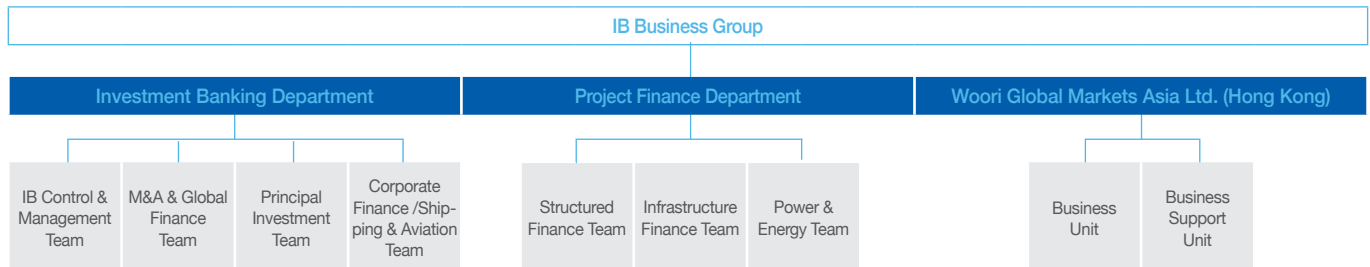 IB Business Group
Investment Banking Department
Project Finance Department
Woori Global Markets Asia Ltd. (Hong Kong)
IB Control &
Management
Team
M&A & Global
Finance
Team
Principal
Investment
Team
Corporate
Finance /Ship-
ping & Aviation
Team
Structured
Finance Team
Infrastructure
Finance Team
Power &
Energy Team
Business
Unit
Business
Support
Unit